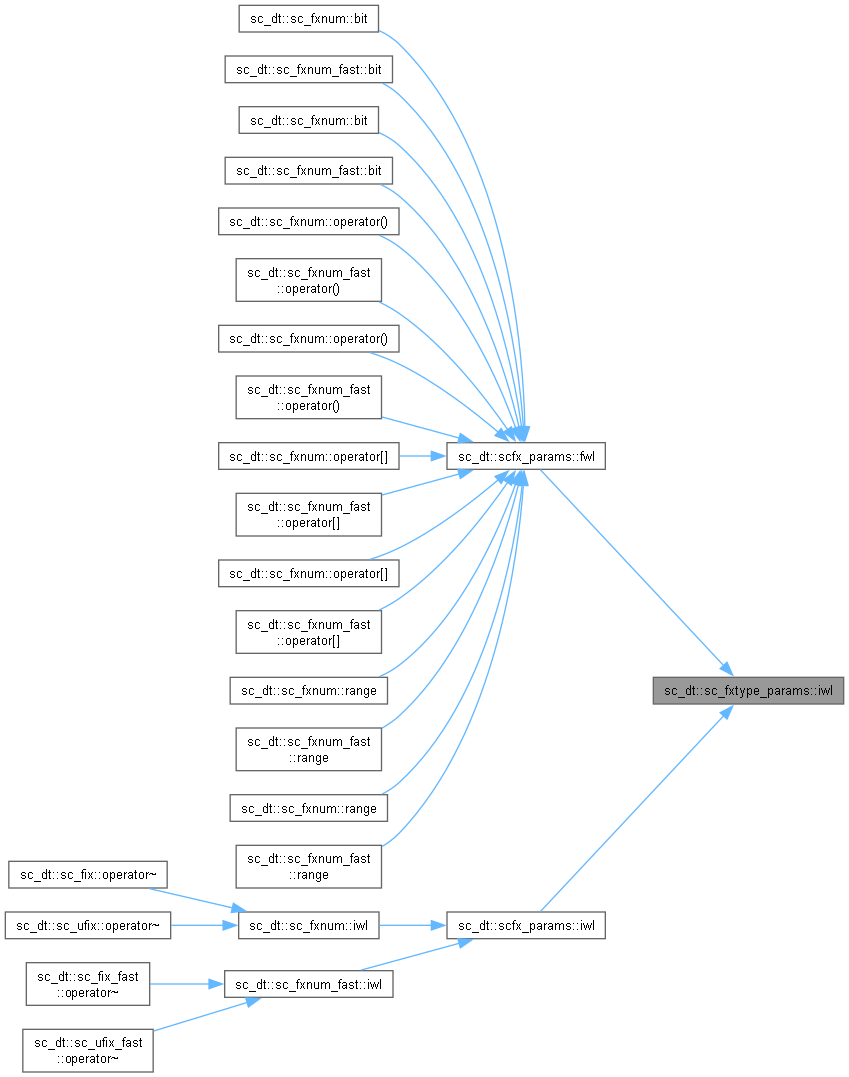 sc_dt::sc_fxnum::bit
sc_dt::sc_fxnum_fast::bit
sc_dt::sc_fxnum::bit
sc_dt::sc_fxnum_fast::bit
sc_dt::sc_fxnum::operator()
sc_dt::sc_fxnum_fast
::operator()
sc_dt::sc_fxnum::operator()
sc_dt::sc_fxnum_fast
::operator()
sc_dt::sc_fxnum::operator[]
sc_dt::scfx_params::fwl
sc_dt::sc_fxnum_fast
::operator[]
sc_dt::sc_fxnum::operator[]
sc_dt::sc_fxnum_fast
::operator[]
sc_dt::sc_fxnum::range
sc_dt::sc_fxtype_params::iwl
sc_dt::sc_fxnum_fast
::range
sc_dt::sc_fxnum::range
sc_dt::sc_fxnum_fast
::range
sc_dt::sc_fix::operator~
sc_dt::sc_ufix::operator~
sc_dt::sc_fxnum::iwl
sc_dt::scfx_params::iwl
sc_dt::sc_fix_fast
::operator~
sc_dt::sc_fxnum_fast::iwl
sc_dt::sc_ufix_fast
::operator~